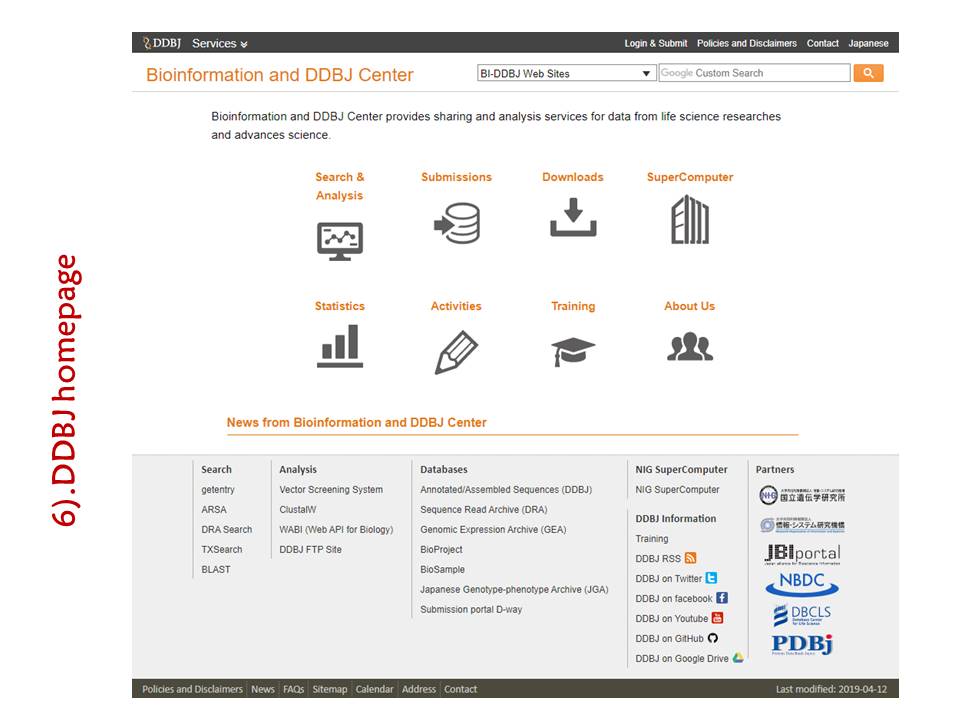 6).DDBJ homepage
DDBJ Services
Login & Submit Policies and Disclaimers Contact Japanese
Bioinformation and DDBJ Center
BI-DDBJ Web Sites
Google Custom Search
Bioinformation and DDBJ Center provides sharing and analysis services for data from life science researches
and advances science.
Search &
Analysis
Submissions
Downloads
SuperComputer
Statistics
Activities
Training
About Us
News from Bioinformation and DDBJ Center
Search
getentry
ARSA
DRA Search
TXSearch
BLAST
Analysis
Vector Screening System
ClustalW
WABI (Web API for Biology)
DDBJ FTP Site
Databases
Annotated/Assembled Sequences (DDBJ)
Sequence Read Archive (DRA)
Genomic Expression Archive (GEA)
BioProject
BioSample
Japanese Genotype-phenotype Archive (JGA)
Submission portal D-way
NIG SuperComputer
NIG SuperComputer
DDBJ Information
Training
DDBJ RSS
DDBJ on Twitter
DDBJ on facebook
DDBJ on Youtube
DDBJ on GitHub
DDBJ on Google Drive
Partners
NIG 国立遺伝学研究所
情報・システム研究機構
JBIportal
NBDC
DBCLS
Database Center
for Life Science
PDBj
Policies and Disclaimers News FAQs Sitemap Calendar Address Contact
Last modified: 2019-04-12